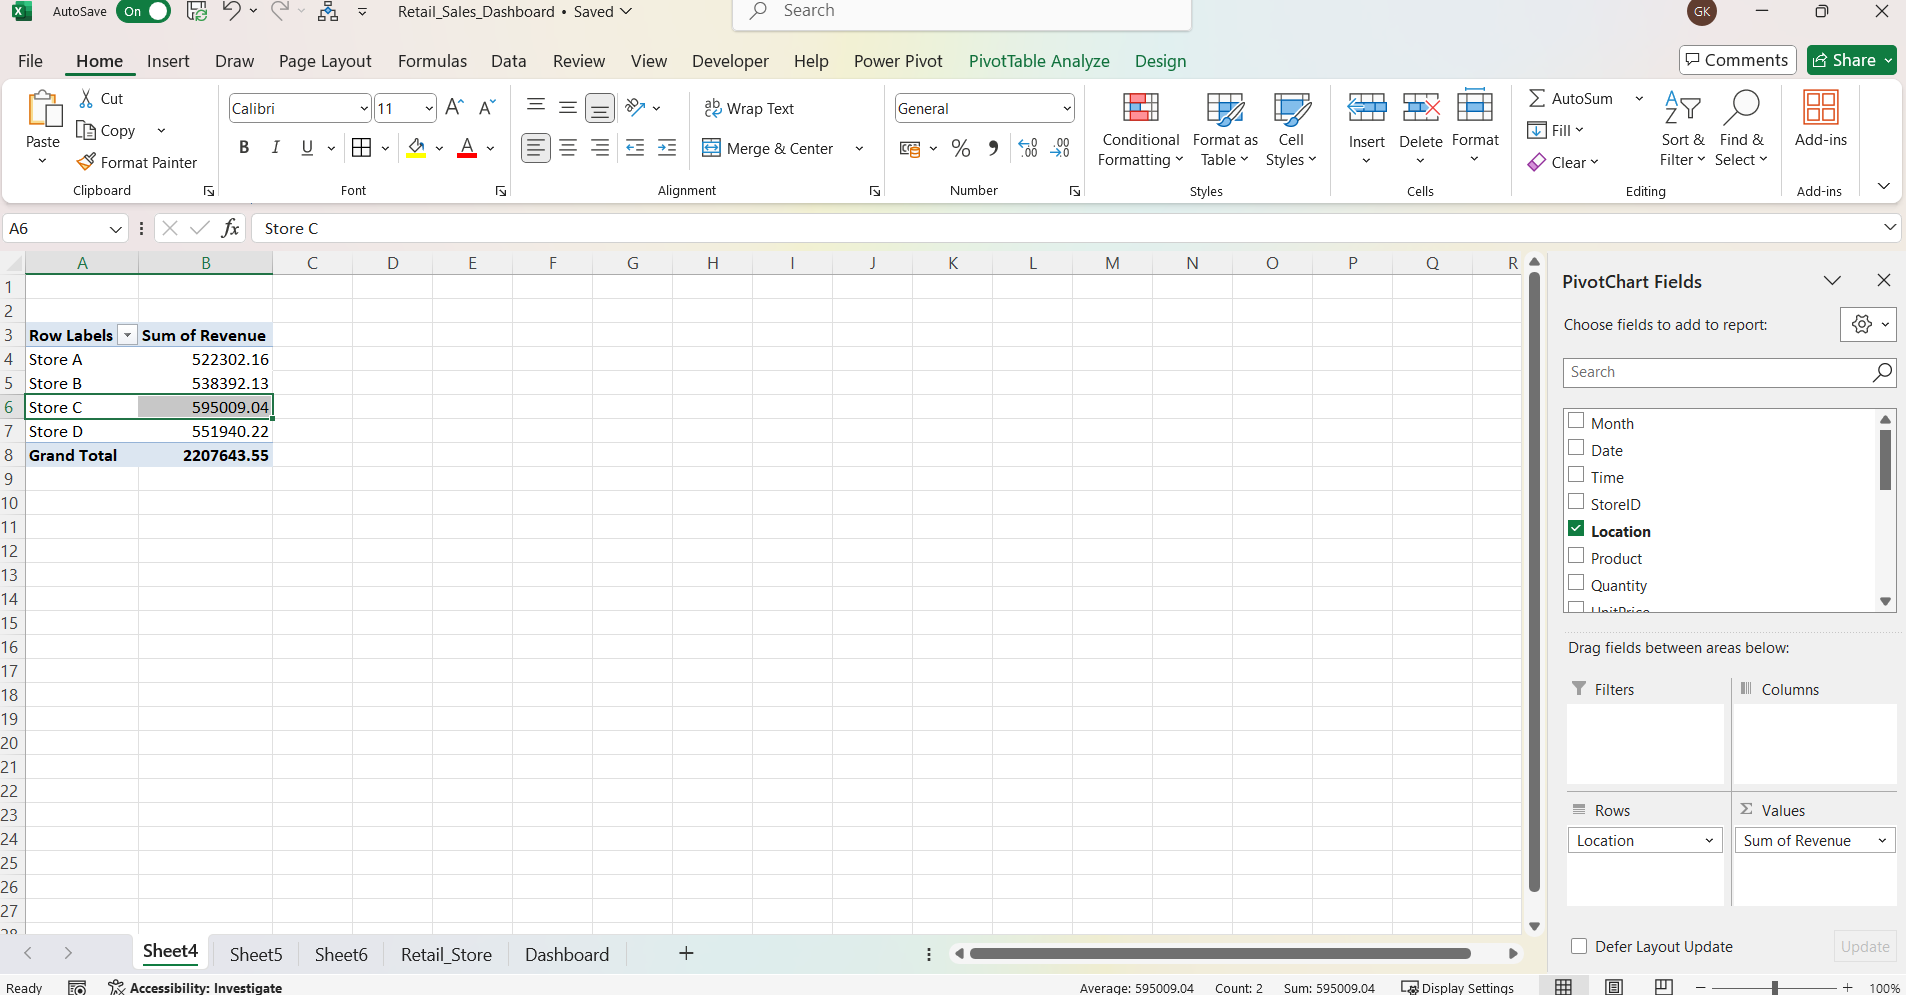 AutoSave On Retail_Sales_Dashboard • Saved Search GK
File Home Insert Draw Page Layout Formulas Data Review View Developer Help Power Pivot PivotTable Analyze Design Comments Share
Paste
Cut
Copy
Format Painter
Clipboard
Calibri 11
B I U A
Font
ab Wrap Text
Merge & Center
Alignment
General
% 9 .00 .00
Number
Conditional Formatting
Format as Table
Cell Styles
Styles
Insert
Delete
Format
Cells
AutoSum
Fill
Clear
Sort & Filter
Find & Select
Editing
Add-ins
Add-ins
A6 fx Store C
A B C D E F G H I J K L M N O P Q R
1
2
3 Row Labels Sum of Revenue
4 Store A 522302.16
5 Store B 538392.13
6 Store C 595009.04
7 Store D 551940.22
8 Grand Total 2207643.55
9
10
11
12
13
14
15
16
17
18
19
20
21
22
23
24
25
26
27
28
PivotChart Fields
Choose fields to add to report:
Search
Month
Date
Time
StoreID
Location
Product
Quantity
UnitPrice
Drag fields between areas below:
Filters Columns
Rows Values
Location Sum of Revenue
Defer Layout Update Update
Sheet4 Sheet5 Sheet6 Retail_Store Dashboard
Ready Accessibility: Investigate Average: 595009.04 Count: 2 Sum: 595009.04 Display Settings 100%